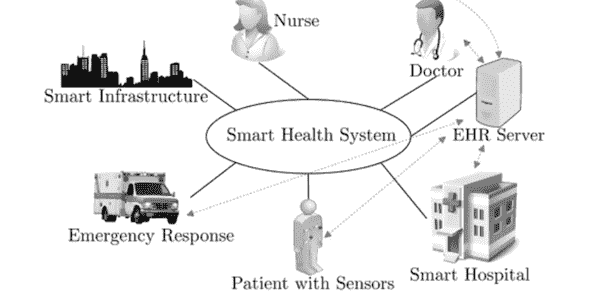 Nurse
Doctor
Smart Infrastructure
Smart Health System
EHR Server
Emergency Response
Patient with Sensors
Smart Hospital